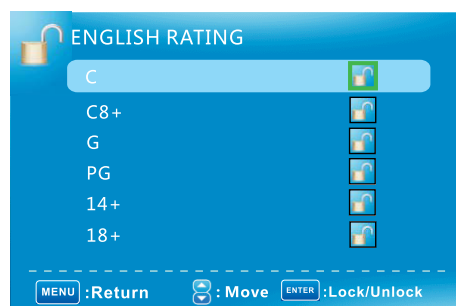 ENGLISH RATING
C
C8+
G
PG
14+
18+
MENU :Return : Move ENTER :Lock/Unlock